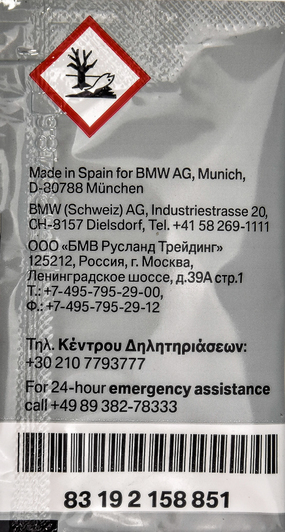 Made in Spain for BMW AG, Munich,
D-80788 München
BMW (Schweiz) AG, Industriestrasse 20,
CH-8157 Dielsdorf, Tel. +41 58 269-1111
ООО «БМВ Русланд Трейдинг»
125212, Россия, г. Москва,
Ленинградское шоссе, д.39А стр.1
Т.: +7-495-795-29-00,
Ф.: +7-495-795-29-12
Τηλ. Κέντρου Δηλητηριάσεων:
+30 210 7793777
For 24-hour emergency assistance
call +49 89 382-78333
83 19 2 158 851